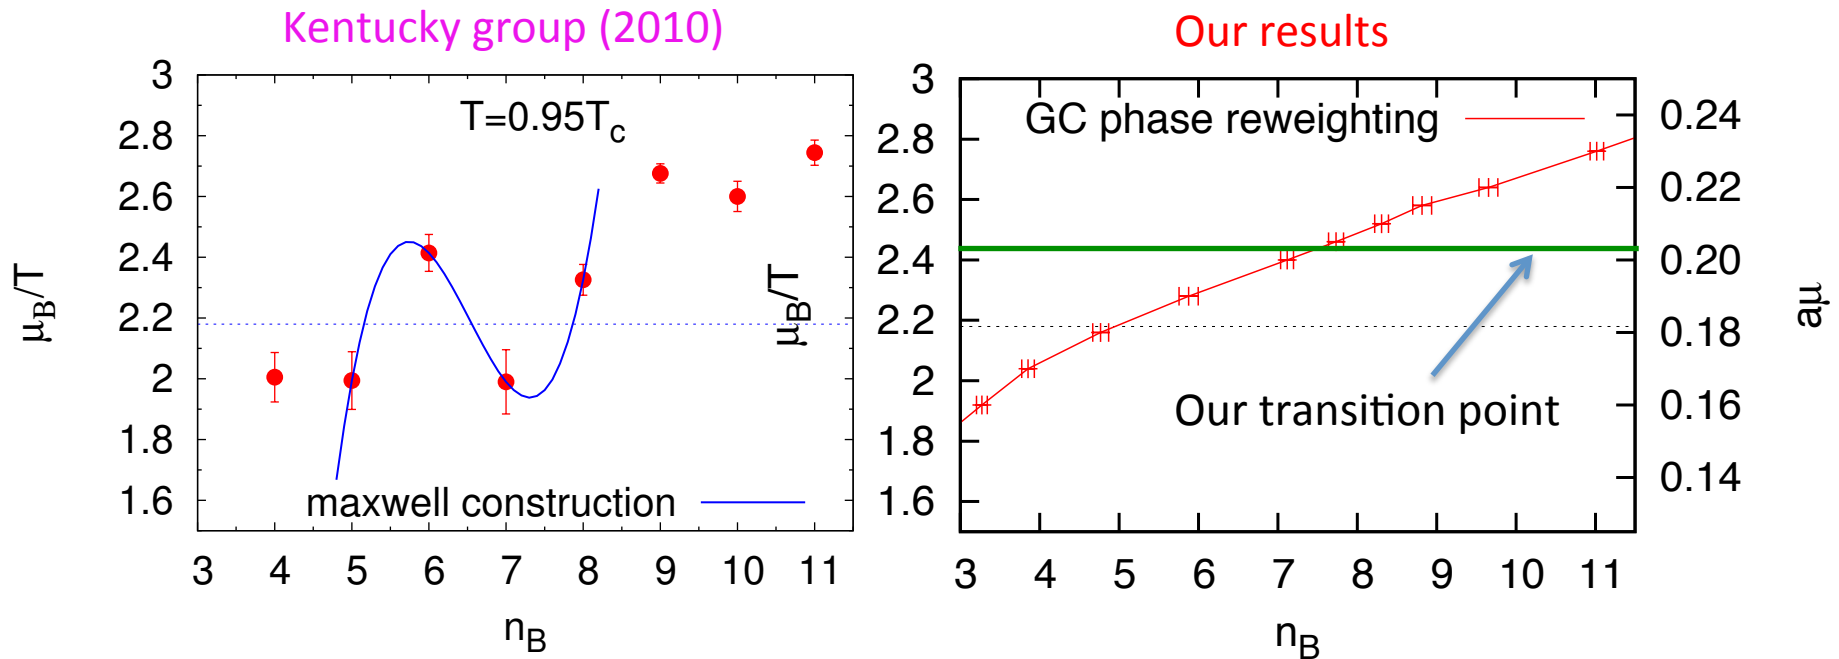 Kentucky group (2010)
Our results
T=0.95Tc
maxwell construction
μB/T
3
2.8
2.6
2.4
2.2
2
1.8
1.6
3 4 5 6 7 8 9 10 11
nB
GC phase reweighting
Our transition point
μB/T
3
2.8
2.6
2.4
2.2
2
1.8
1.6
0.24
0.22
0.20
0.18
0.16
0.14
aμ
3 4 5 6 7 8 9 10 11
nB